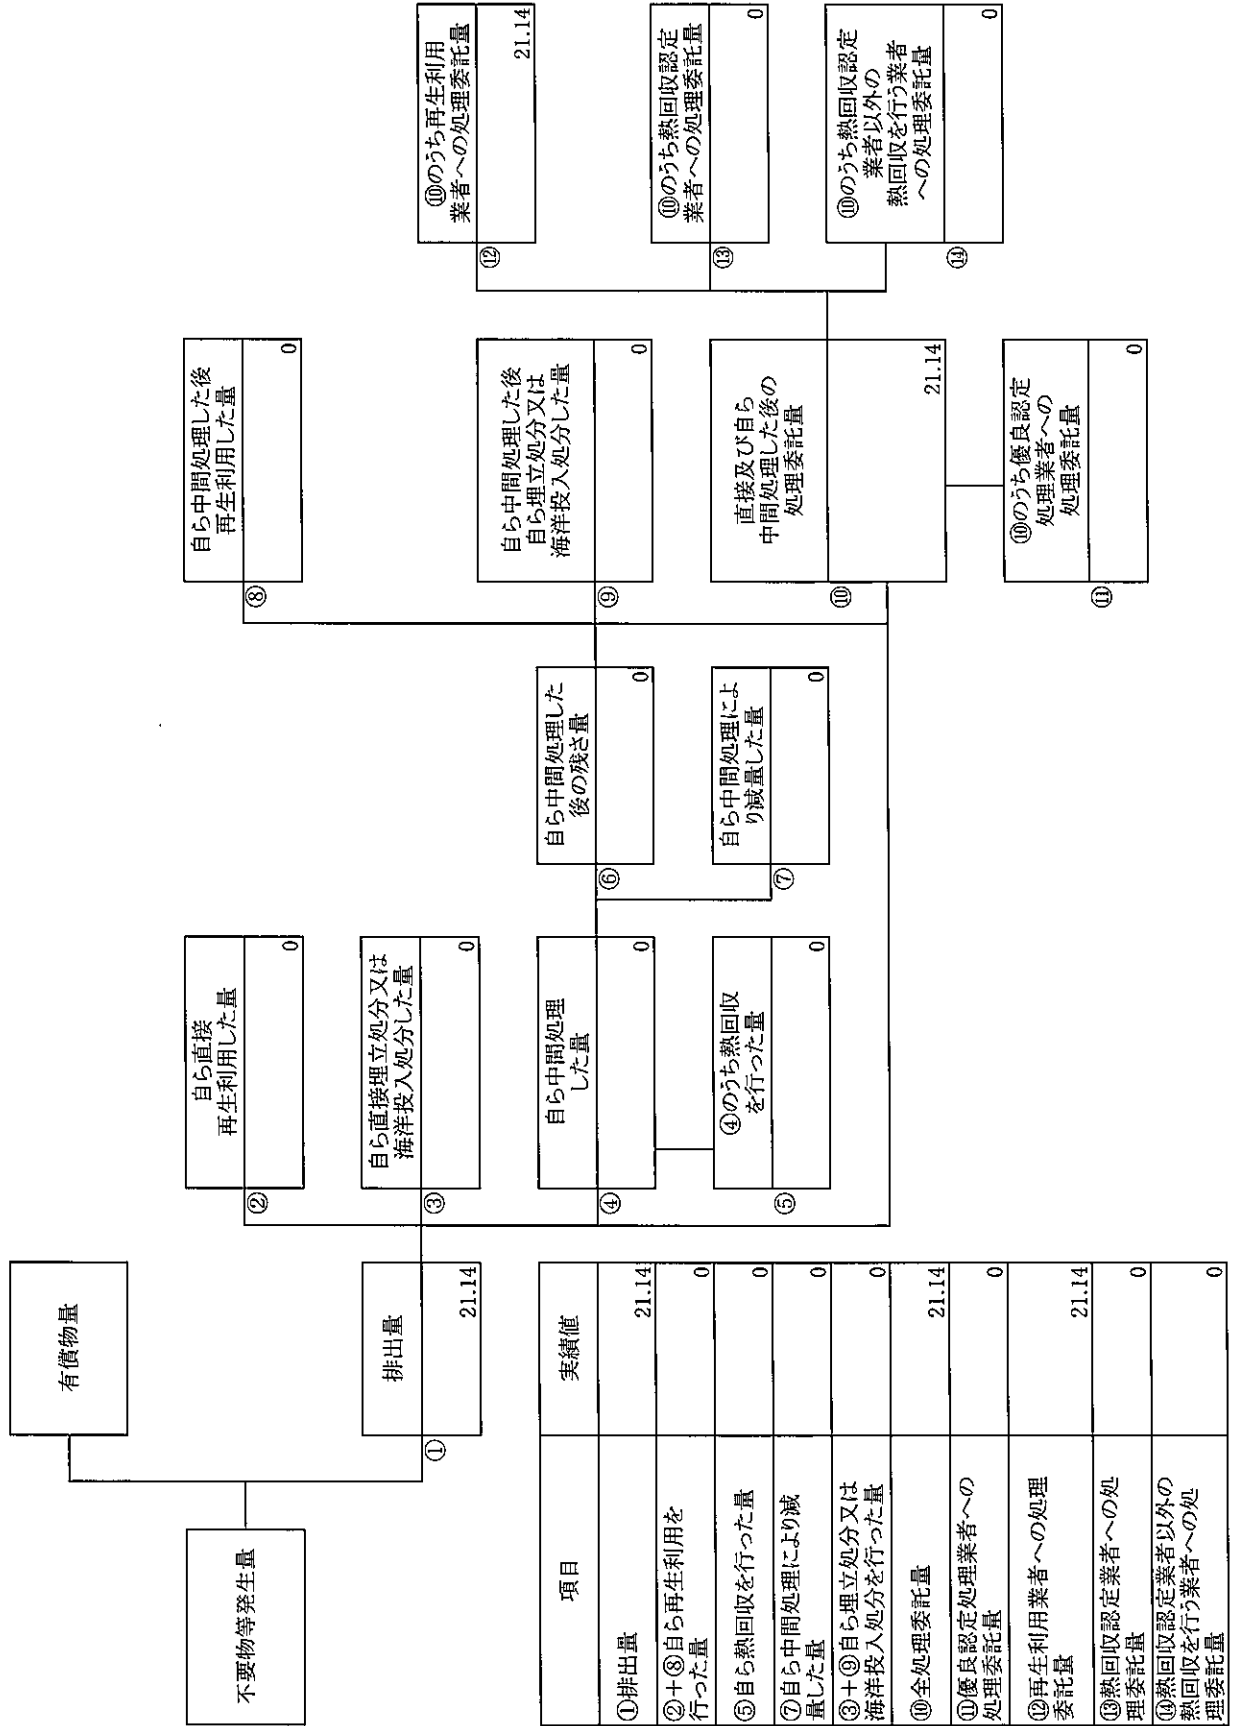 不要物等発生量
有償物量
①
排出量
21.14
②
自ら直接
再生利用した量
0
③
自ら直接埋立処分又は
海洋投入処分した量
0
④
自ら中間処理
した量
0
⑤
④のうち熱回収
を行った量
0
⑥
自ら中間処理した
後の残さ量
0
⑦
自ら中間処理によ
り減量した量
0
⑧
自ら中間処理した後
再生利用した量
0
⑨
自ら中間処理した後
自ら埋立処分又は
海洋投入処分した量
0
⑩
直接及び自ら
中間処理した後の
処理委託量
21.14
⑪
⑩のうち優良認定
処理業者への
処理委託量
0
⑫
⑩のうち再生利用
業者への処理委託量
21.14
⑬
⑩のうち熱回収認定
業者への処理委託量
0
⑭
⑩のうち熱回収認定
業者以外の
熱回収を行う業者
への処理委託量
0
項目 実績値
①排出量 21.14
②+⑧自ら再生利用を
行った量 0
⑤自ら熱回収を行った量 0
⑦自ら中間処理により減
量した量 0
③+⑨自ら埋立処分又は
海洋投入処分を行った量 0
⑩全処理委託量 21.14
⑪優良認定処理業者への
処理委託量 0
⑫再生利用業者への処理
委託量 21.14
⑬熱回収認定業者への処
理委託量 0
⑭熱回収認定業者以外の
熱回収を行う業者への処
理委託量 0